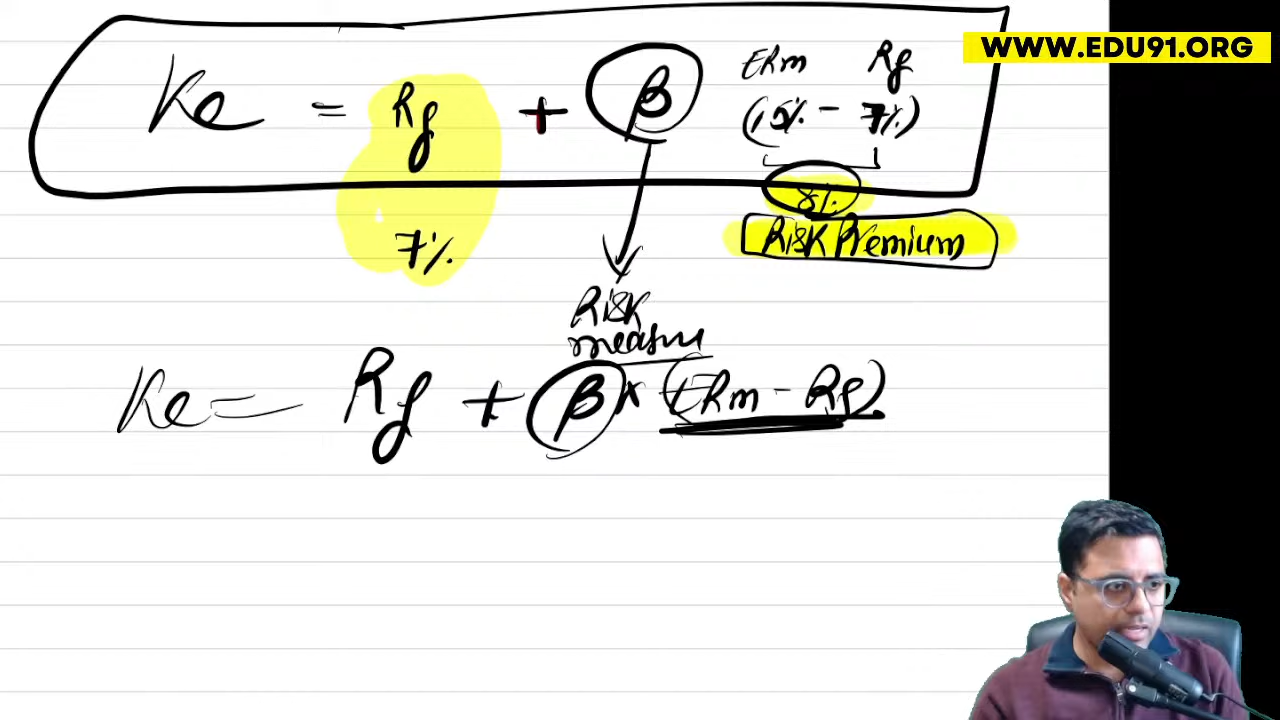 WWW.EDU91.ORG
ERm Rf
Ke = Rf + β (15% - 7%)
8%
7% Risk Premium
Risk
measure
Ke = Rf + β × (ERm - Rf)